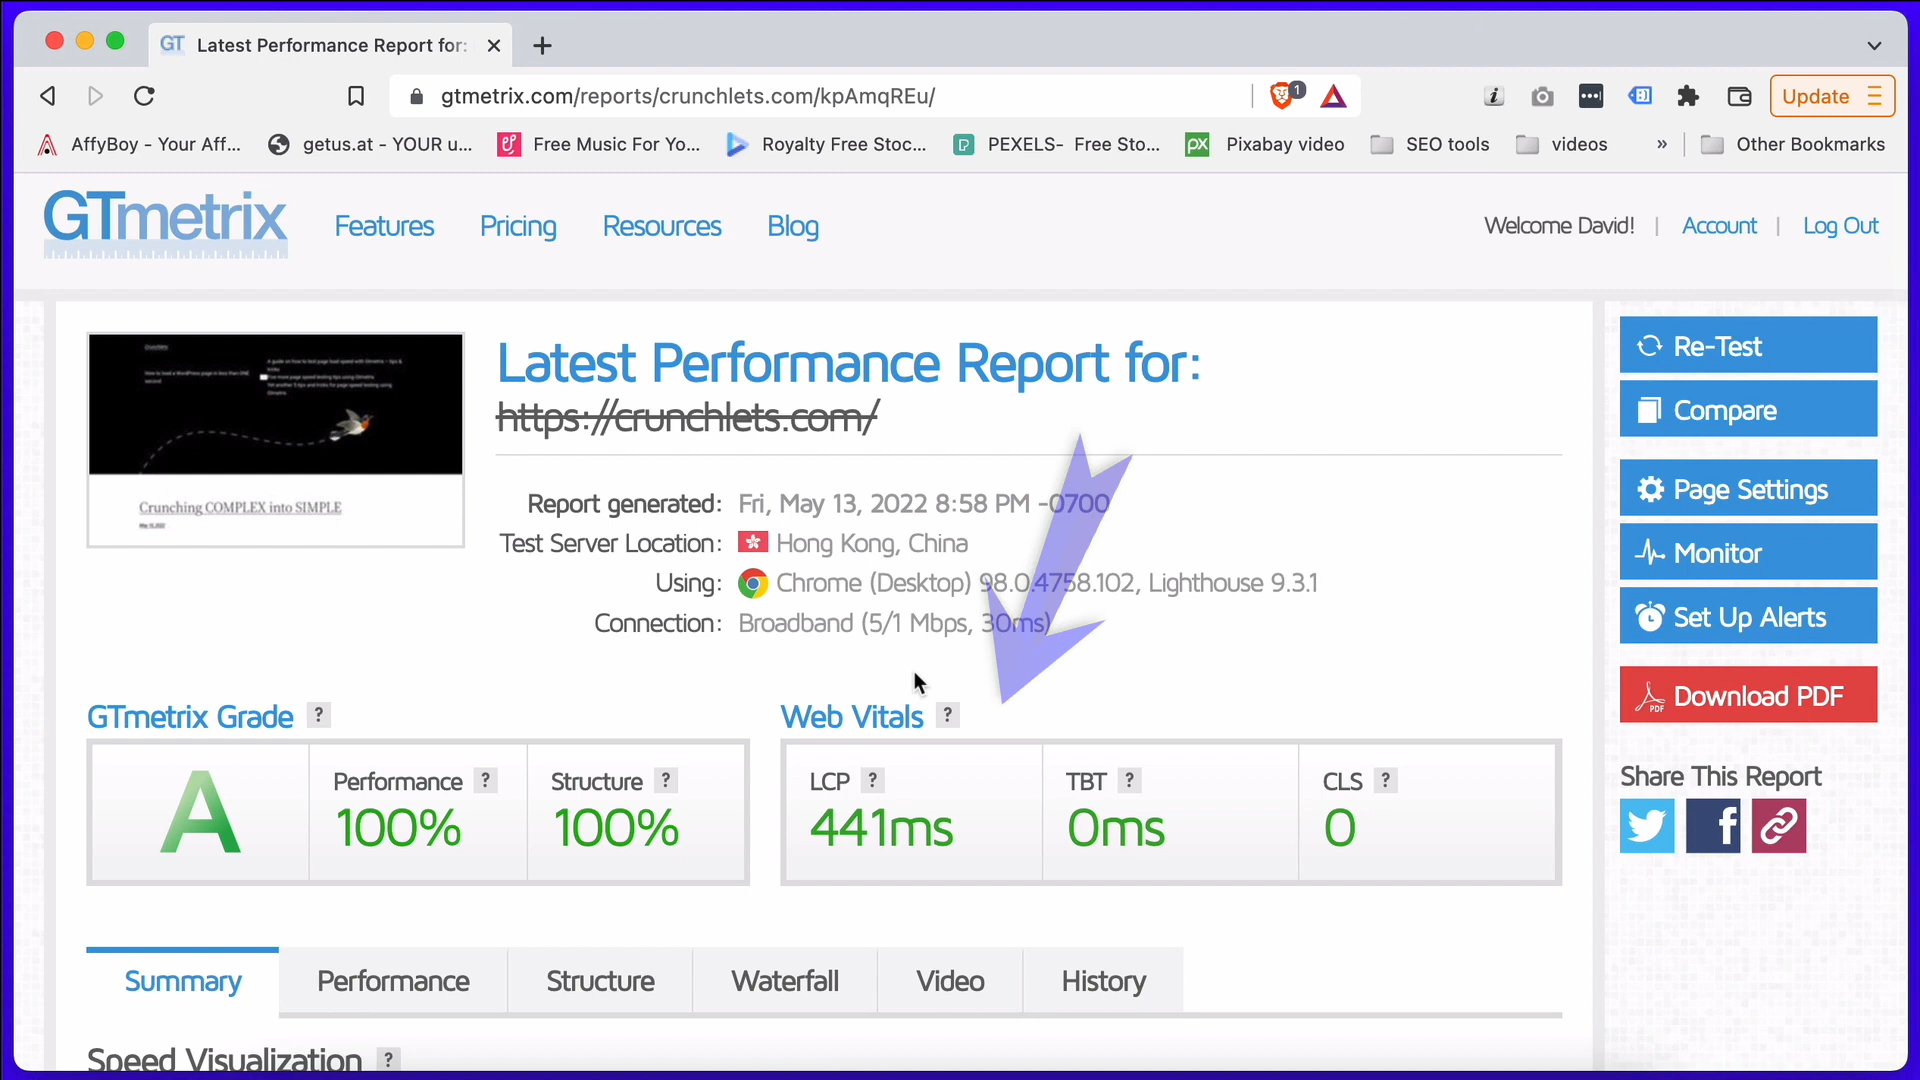 GT Latest Performance Report for:
gtmetrix.com/reports/crunchlets.com/kpAmqREu/
1
Update
AffyBoy - Your Aff...
getus.at - YOUR u...
Free Music For Yo...
Royalty Free Stoc...
PEXELS- Free Sto...
Pixabay video
SEO tools
videos
»
Other Bookmarks
GTmetrix
Features
Pricing
Resources
Blog
Welcome David!
Account
Log Out
Crunching COMPLEX into SIMPLE
Latest Performance Report for:
https://crunchlets.com/
Report generated: Fri, May 13, 2022 8:58 PM -0700
Test Server Location: Hong Kong, China
Using: Chrome (Desktop) 98.0.4758.102, Lighthouse 9.3.1
Connection: Broadband (5/1 Mbps, 30ms)
Re-Test
Compare
Page Settings
Monitor
Set Up Alerts
PDF Download PDF
Share This Report
GTmetrix Grade ?
A
Performance ?
100%
Structure ?
100%
Web Vitals ?
LCP ?
441ms
TBT ?
0ms
CLS ?
0
Summary
Performance
Structure
Waterfall
Video
History
Speed Visualization ?